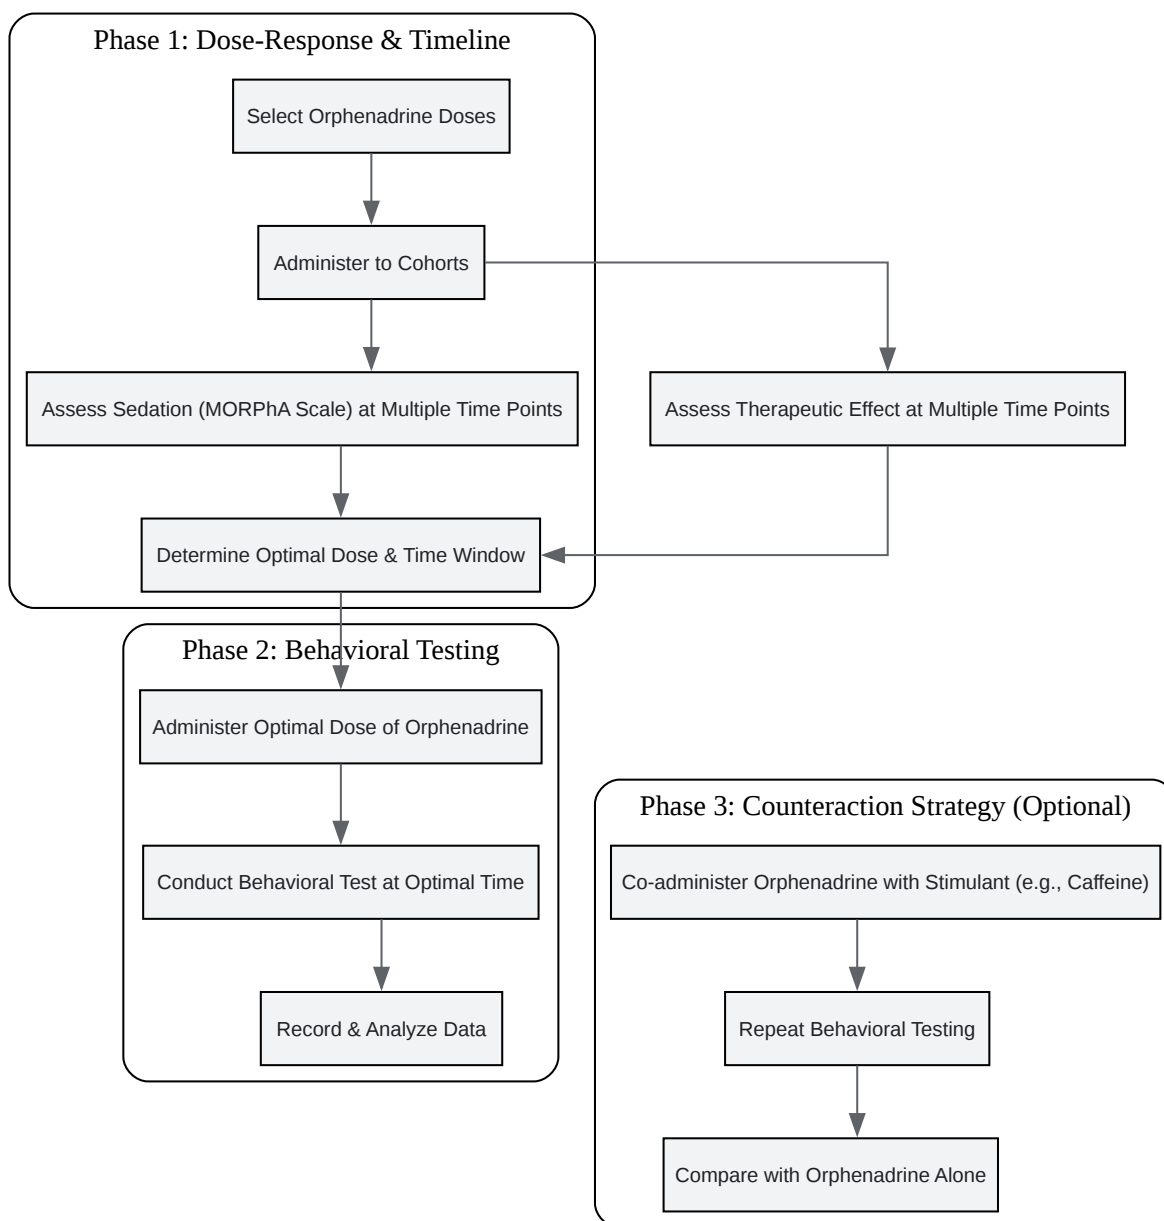 Phase 1: Dose-Response & Timeline
Select Orphenadrine Doses
Administer to Cohorts
Assess Sedation (MORPhA Scale) at Multiple Time Points
Assess Therapeutic Effect at Multiple Time Points
Determine Optimal Dose & Time Window
Phase 2: Behavioral Testing
Administer Optimal Dose of Orphenadrine
Conduct Behavioral Test at Optimal Time
Record & Analyze Data
Phase 3: Counteraction Strategy (Optional)
Co-administer Orphenadrine with Stimulant (e.g., Caffeine)
Repeat Behavioral Testing
Compare with Orphenadrine Alone